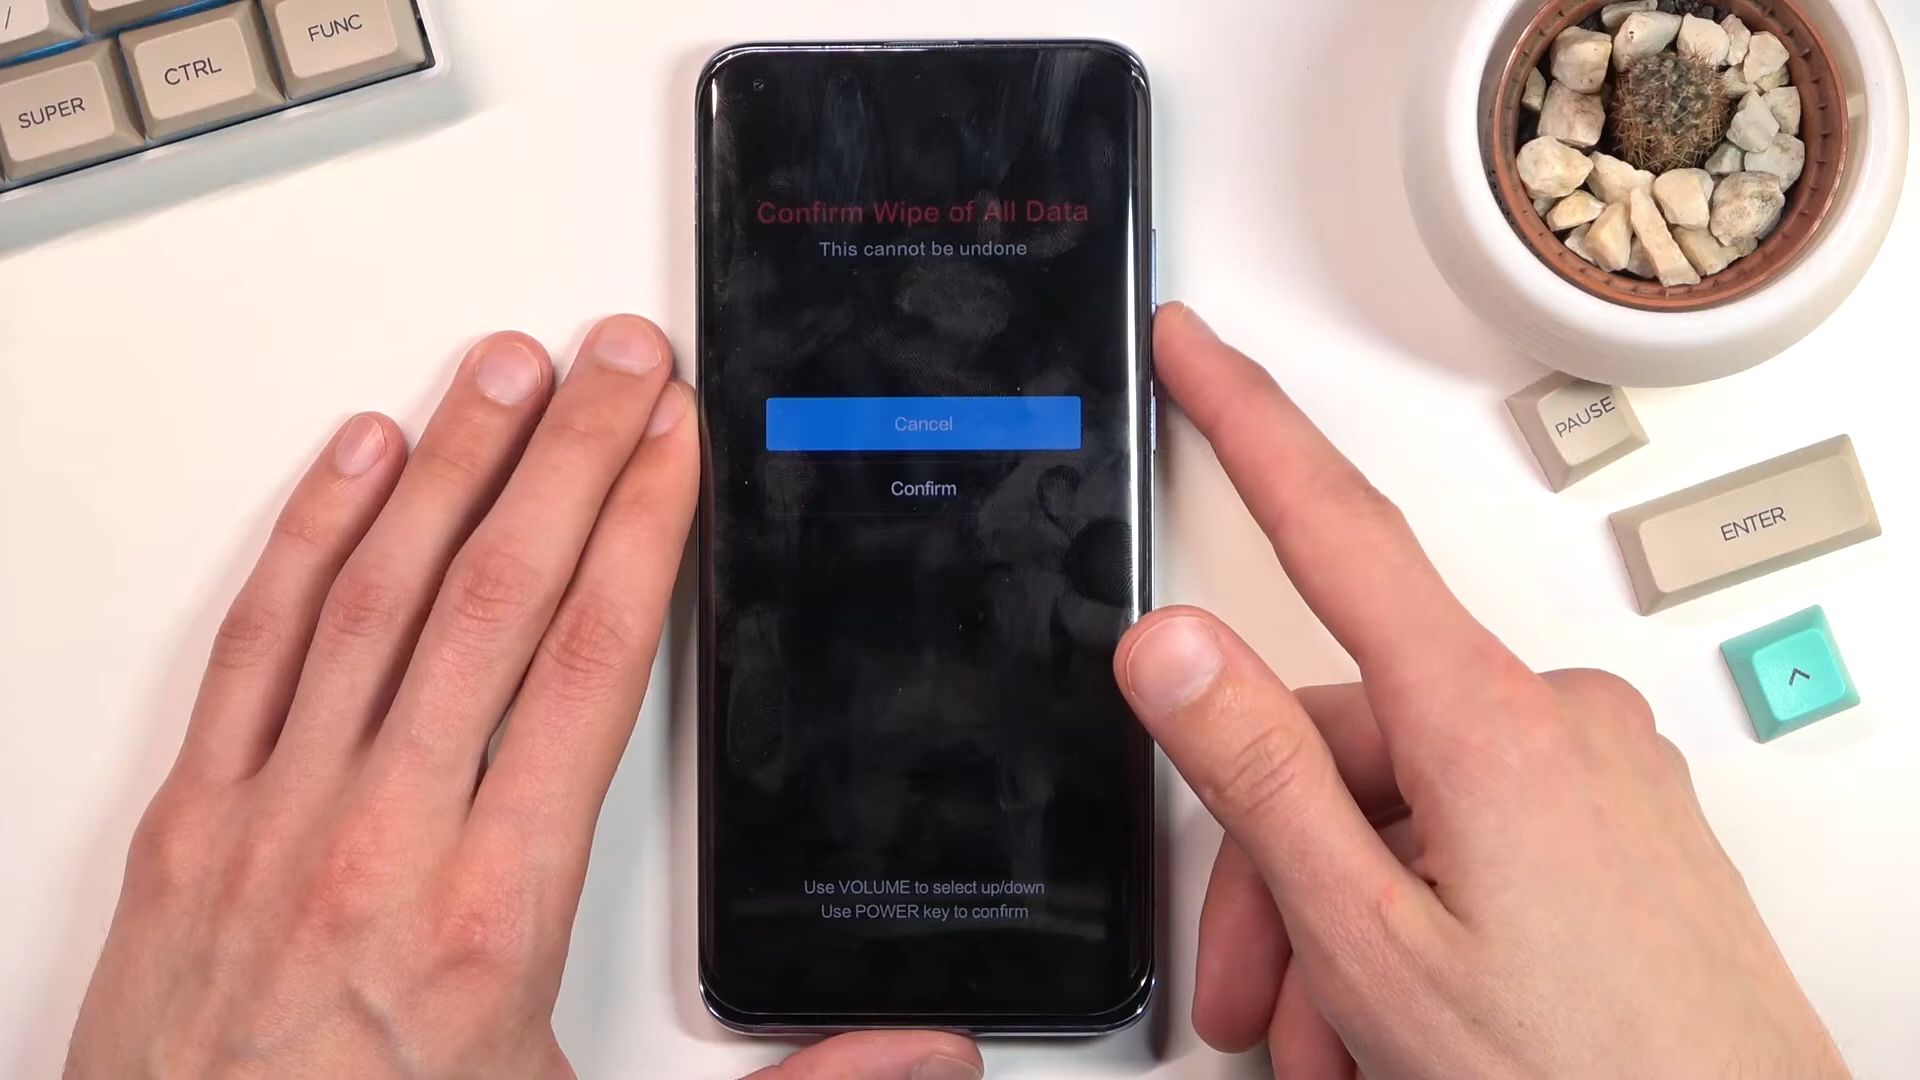 /
FUNC
CTRL
SUPER
Confirm Wipe of All Data
This cannot be undone
Cancel
Confirm
Use VOLUME to select up/down
Use POWER key to confirm
PAUSE
ENTER
^